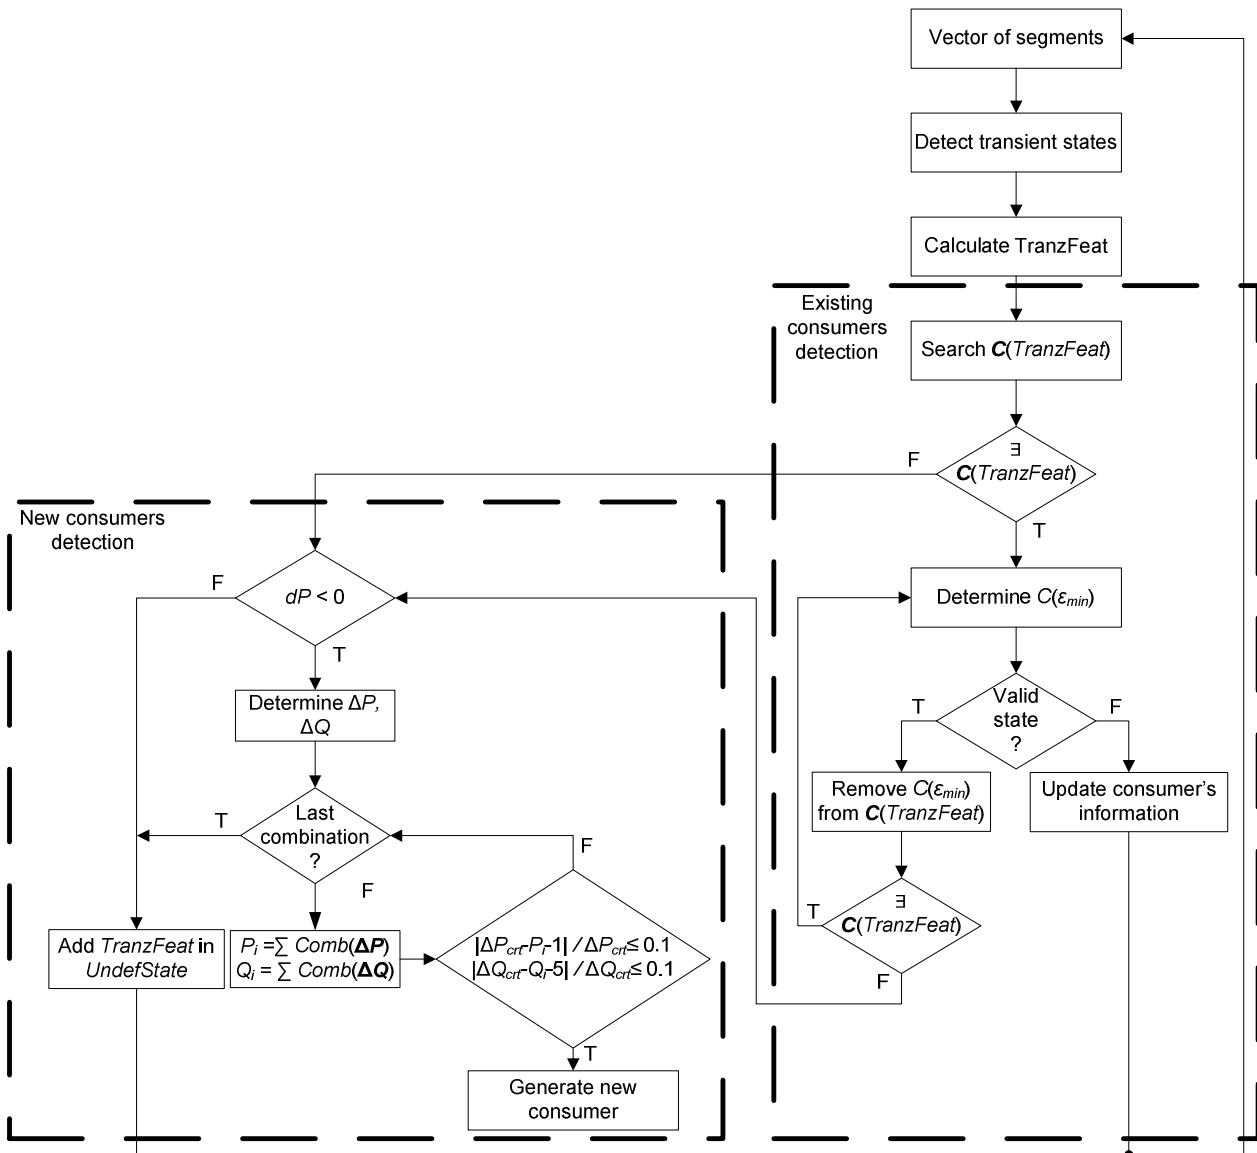 Vector of segments
Detect transient states
Calculate TranzFeat
Existing
consumers
detection
Search C(TranzFeat)
∃
C(TranzFeat)
F
T
New consumers
detection
dP < 0
F
T
Determine C(εmin)
Valid
state
?
T
F
Determine ΔP,
ΔQ
Remove C(εmin)
from C(TranzFeat)
Update consumer's
information
Last
combination
?
T
F
F
∃
C(TranzFeat)
T
F
Add TranzFeat in
UndefState
Pi =∑ Comb(ΔP)
Qi = ∑ Comb(ΔQ)
|ΔPcrt-Pi-1| / ΔPcrt≤ 0.1
|ΔQcrt-Qi-5| / ΔQcrt≤ 0.1
T
Generate new
consumer